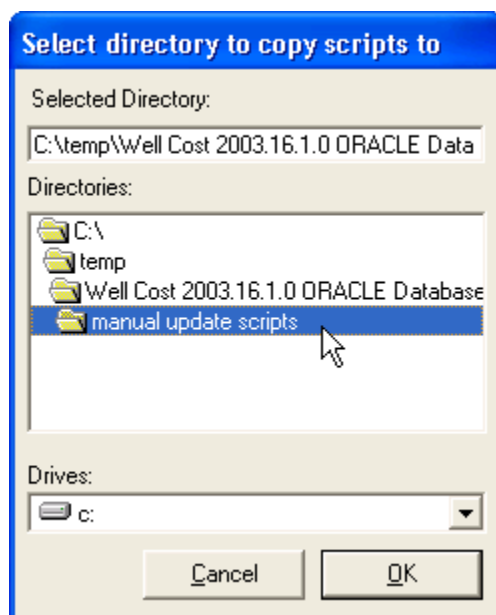 Select directory to copy scripts to
Selected Directory:
C:\temp\Well Cost 2003.16.1.0 ORACLE Data
Directories:
C:\
temp
Well Cost 2003.16.1.0 ORACLE Database
manual update scripts
Drives:
c:
Cancel OK